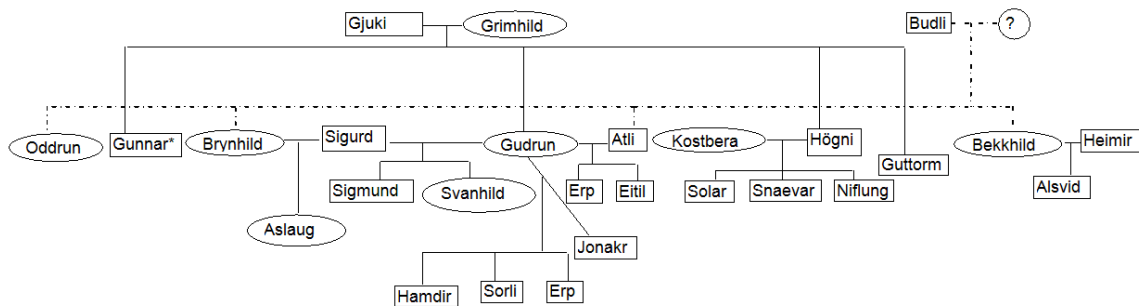 Gjuki
Grimhild
Budli
?
Oddrun
Gunnar*
Brynhild
Sigurd
Gudrun
Atli
Kostbera
Högni
Guttorm
Bekkhild
Heimir
Sigmund
Svanhild
Erp
Eitil
Solar
Snaevar
Niflung
Alsvid
Aslaug
Jonakr
Hamdir
Sorli
Erp